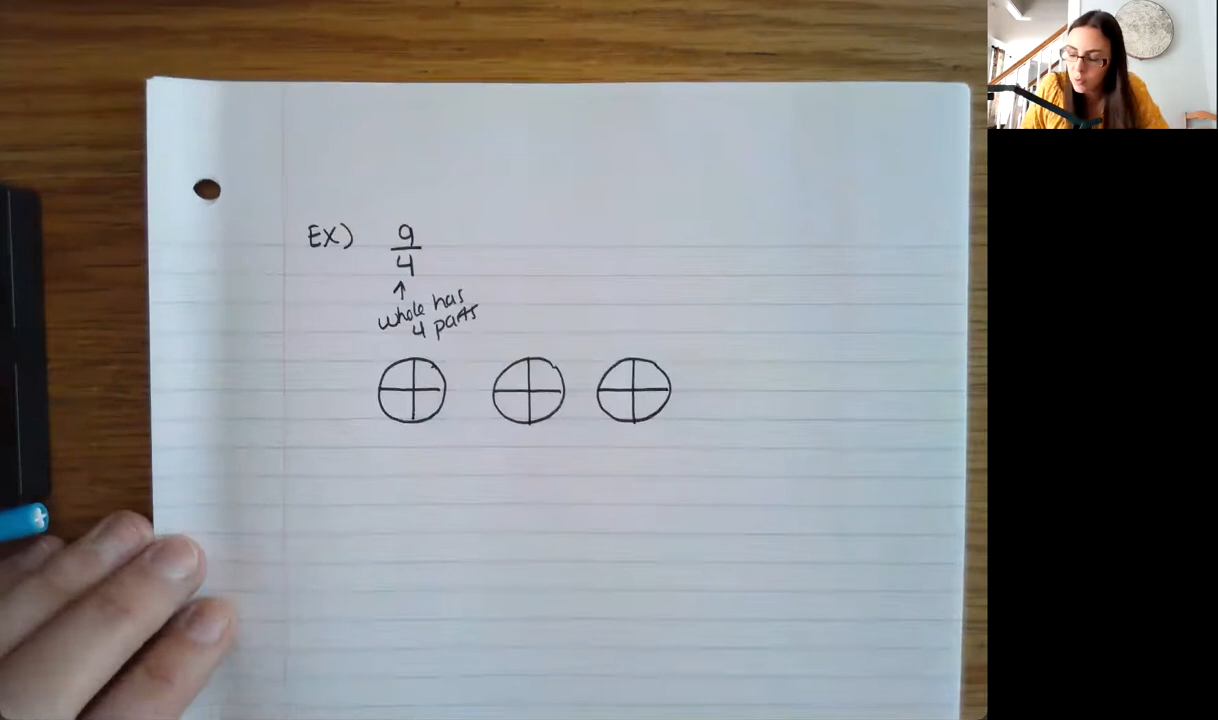 EX) 9
4
↑
whole has
4 parts